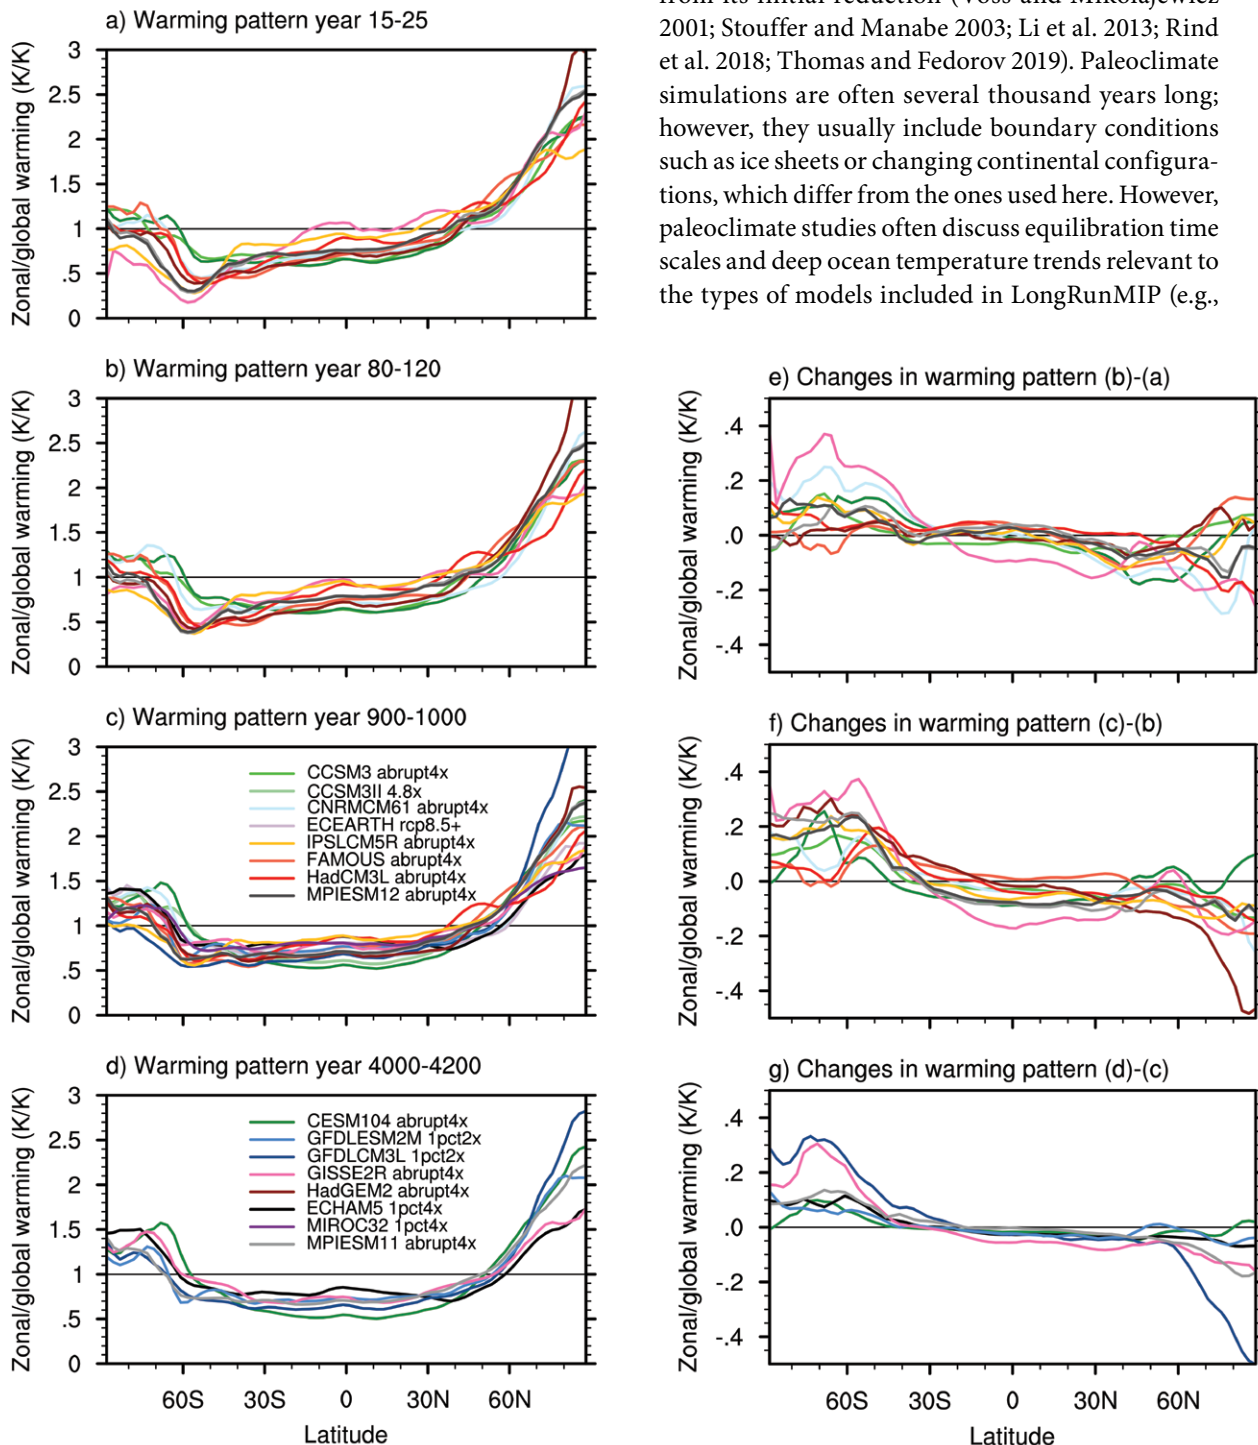 a) Warming pattern year 15-25
Zonal/global warming (K/K)
3
2.5
2
1.5
1
.5
0
b) Warming pattern year 80-120
Zonal/global warming (K/K)
3
2.5
2
1.5
1
.5
0
c) Warming pattern year 900-1000
Zonal/global warming (K/K)
3
2.5
2
1.5
1
.5
0
CCSM3 abrupt4x
CCSM3II 4.8x
CNRMCM61 abrupt4x
ECEARTH rcp8.5+
IPSLCM5R abrupt4x
FAMOUS abrupt4x
HadCM3L abrupt4x
MPIESM12 abrupt4x
d) Warming pattern year 4000-4200
Zonal/global warming (K/K)
3
2.5
2
1.5
1
.5
0
CESM104 abrupt4x
GFDLESM2M 1pct2x
GFDLCM3L 1pct2x
GISSE2R abrupt4x
HadGEM2 abrupt4x
ECHAM5 1pct4x
MIROC32 1pct4x
MPIESM11 abrupt4x
60S 30S 0 30N 60N
Latitude
from its initial reduction (Voss and Mikolajewicz
2001; Stouffer and Manabe 2003; Li et al. 2013; Rind
et al. 2018; Thomas and Fedorov 2019). Paleoclimate
simulations are often several thousand years long;
however, they usually include boundary conditions
such as ice sheets or changing continental configura-
tions, which differ from the ones used here. However,
paleoclimate studies often discuss equilibration time
scales and deep ocean temperature trends relevant to
the types of models included in LongRunMIP (e.g.,
e) Changes in warming pattern (b)-(a)
Zonal/global warming (K/K)
.4
.2
.0
-.2
-.4
f) Changes in warming pattern (c)-(b)
Zonal/global warming (K/K)
.4
.2
.0
-.2
-.4
g) Changes in warming pattern (d)-(c)
Zonal/global warming (K/K)
.4
.2
.0
-.2
-.4
60S 30S 0 30N 60N
Latitude